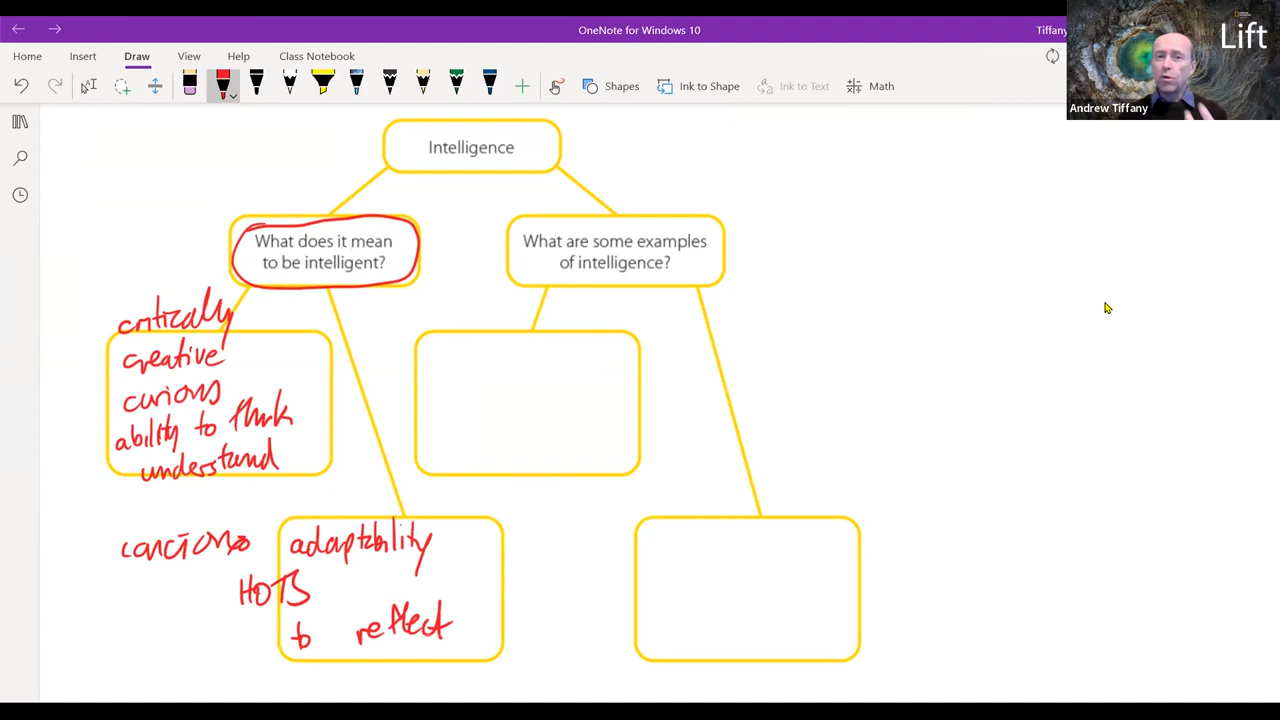 OneNote for Windows 10
Tiffany
Lift
Home Insert Draw View Help Class Notebook
Shapes Ink to Shape Ink to Text Math
Andrew Tiffany
Intelligence
What does it mean
to be intelligent?
What are some examples
of intelligence?
critically
creative
curious
ability to think
understand
adaptability
HOTS
to reflect